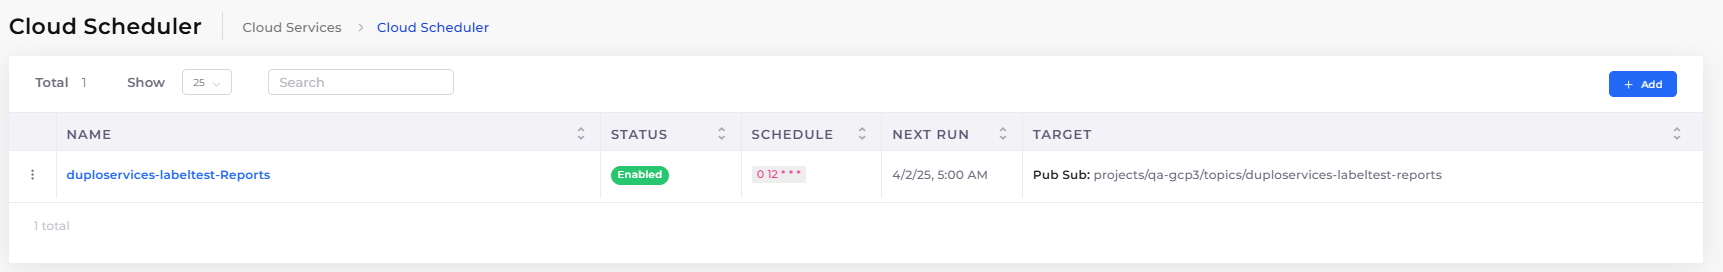 Cloud Scheduler Cloud Services > Cloud Scheduler
Total 1 Show 25 Search + Add
NAME STATUS SCHEDULE NEXT RUN TARGET
duploservices-labeltest-Reports Enabled 0 12 * * * 4/2/25, 5:00 AM Pub Sub: projects/qa-gcp3/topics/duploservices-labeltest-reports
1 total